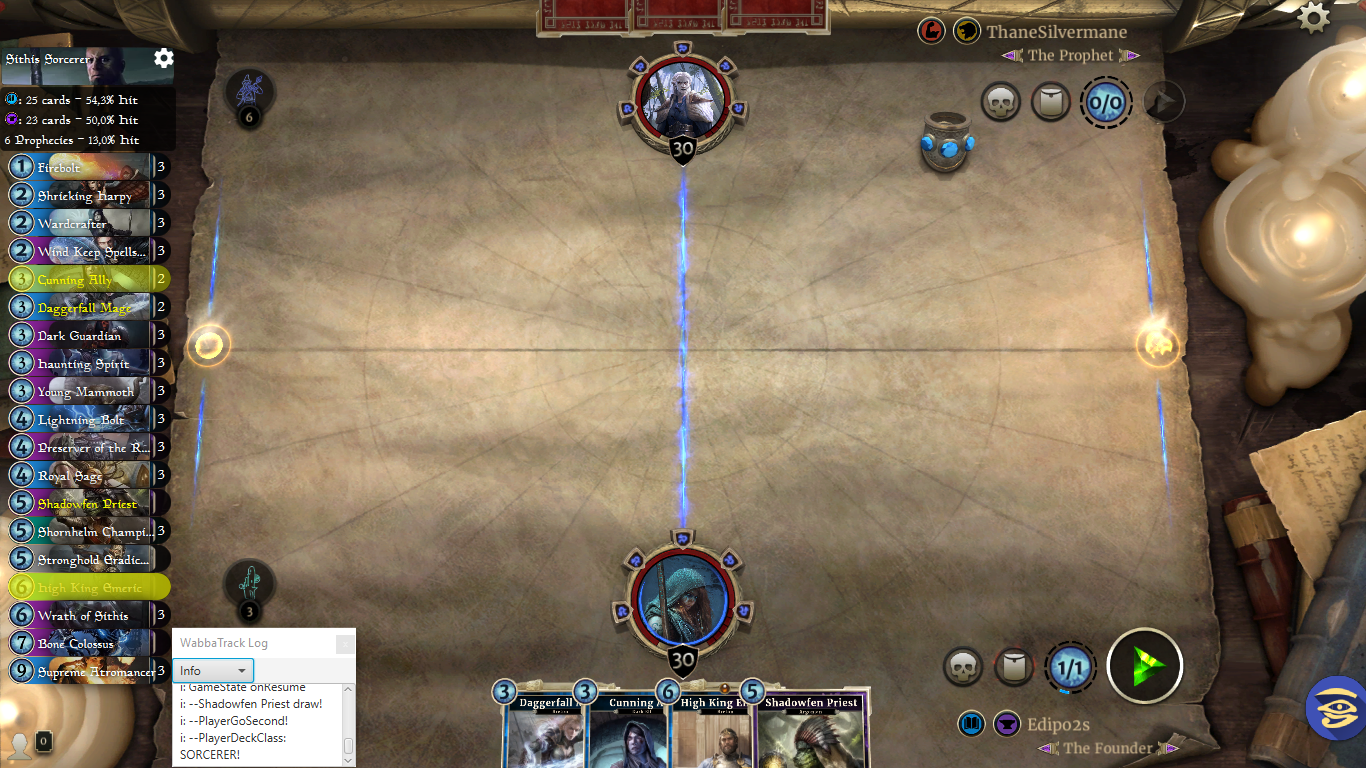 Sithis Sorcerer
: 25 cards - 54,3% hit
: 23 cards - 50,0% hit
6 Prophecies - 13,0% hit
1 Firebolt 3
2 Shrieking Harpy 3
2 Wardcrafter 3
2 Wind Keep Spells... 3
3 Cunning Ally 2
3 Daggerfall Mage 2
3 Dark Guardian 3
3 Haunting Spirit 3
3 Young Mammoth 3
4 Lightning Bolt 3
4 Preserver of the R... 3
4 Royal Sage 3
5 Shadowfen Priest
5 Shornhelm Champi... 3
5 Stronghold Eradic...
6 High King Emeric
6 Wrath of Sithis 3
7 Bone Colossus
9 Supreme Atromancer 3
0
6
30
ThaneSilvermane
The Prophet
0/0
3
30
WabbaTrack Log
Info
i: GameState onResume
i: --Shadowfen Priest draw!
i: --PlayerGoSecond!
i: --PlayerDeckClass:
SORCERER!
3 Daggerfall
3 Cunning A
6 High King E
5 Shadowfen Priest
1/1
Edipo2s
The Founder